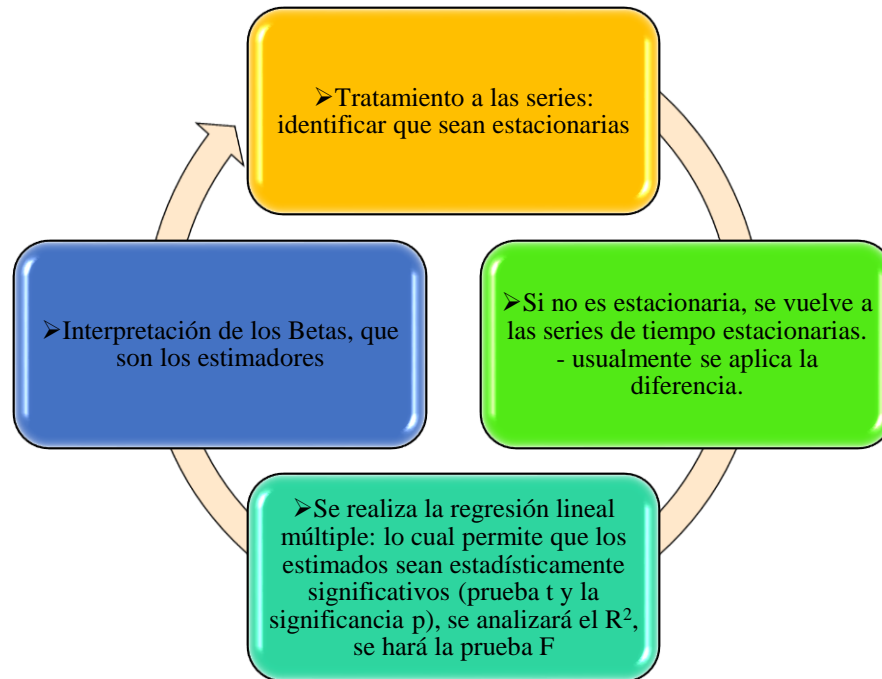 ➢Tratamiento a las series:
identificar que sean estacionarias
➢Si no es estacionaria, se vuelve a
las series de tiempo estacionarias.
- usualmente se aplica la
diferencia.
➢Se realiza la regresión lineal
múltiple: lo cual permite que los
estimados sean estadísticamente
significativos (prueba t y la
significancia p), se analizará el R²,
se hará la prueba F
➢Interpretación de los Betas, que
son los estimadores